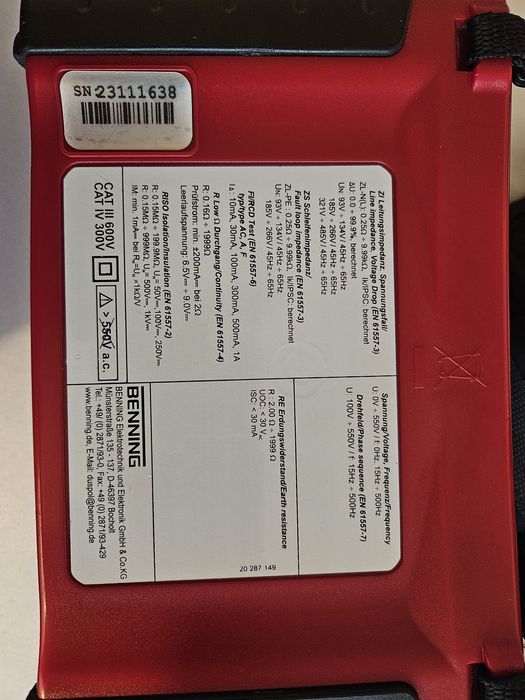 SN:23111638
ZI Leitungsimpedanz, Spannungsfall/
Line impedance, Voltage Drop (EN 61557-3)
ZL-N(L): 0.25Ω ÷ 9.99kΩ, Ik/IPSC: berechnet
ΔU: 0.0 ÷ 99.9%, berechnet
Uɴ: 93V ÷ 134V/ 45Hz ÷ 65Hz
185V ÷ 266V/ 45Hz ÷ 65Hz
321V ÷ 485V/ 45Hz ÷ 65Hz
ZS Schleifenimpedanz/
Fault loop impedance (EN 61557-3)
ZL-PE : 0.25Ω ÷ 9.99kΩ, Ik/IPSC: berechnet
Uɴ: 93V ÷ 134V/ 45Hz ÷ 65Hz
185V ÷ 266V/ 45Hz ÷ 65Hz
FI/RCD Test (EN 61557-6)
typ/type AC, A, F
I∆: 10mA, 30mA, 100mA, 300mA, 500mA, 1A
R Low Ω Durchgang/Continuity (EN 61557-4)
R: 0.16Ω ÷ 1999Ω
Prüfstrom: min. ±200mA⎓ bei 2Ω
Leerlaufspannung: 6.5V⎓ ÷ 9.0V⎓
RISO Isolation/Insulation (EN 61557-2)
R: 0.15MΩ ÷ 199.9MΩ, Uₙ= 50V⎓,100V⎓, 250V⎓
R: 0.15MΩ ÷ 999MΩ, Uₙ= 500V⎓, 1kV⎓
IM: min. 1mA⎓ bei Rₙ=Uₙ ×1kΩ/V
CAT III 600V
CAT IV 300V
> 550V a.c.
Spannung/Voltage, Frequenz/Frequency
U: 0V ÷ 550V / f: 0Hz, 15Hz ÷ 500Hz
Drehfeld/Phase sequence (EN 61557-7)
U: 100V ÷ 550V / f: 15Hz ÷ 500Hz
RE Erdungswiderstand/Earth resistance
R : 2.00 Ω ÷ 1999 Ω
UOC: < 30 Vᴀᴄ
ISC: < 30 mA
20 287 149
BENNING
BENNING Elektrotechnik und Elektronik GmbH & Co.KG
Münsterstraße 135 - 137, D-46397 Bocholt
Tel.: +49/ (0) 2871/93-0, Fax: +49 (0) 2871/93-429
www.benning.de, E-Mail: duspol@benning.de